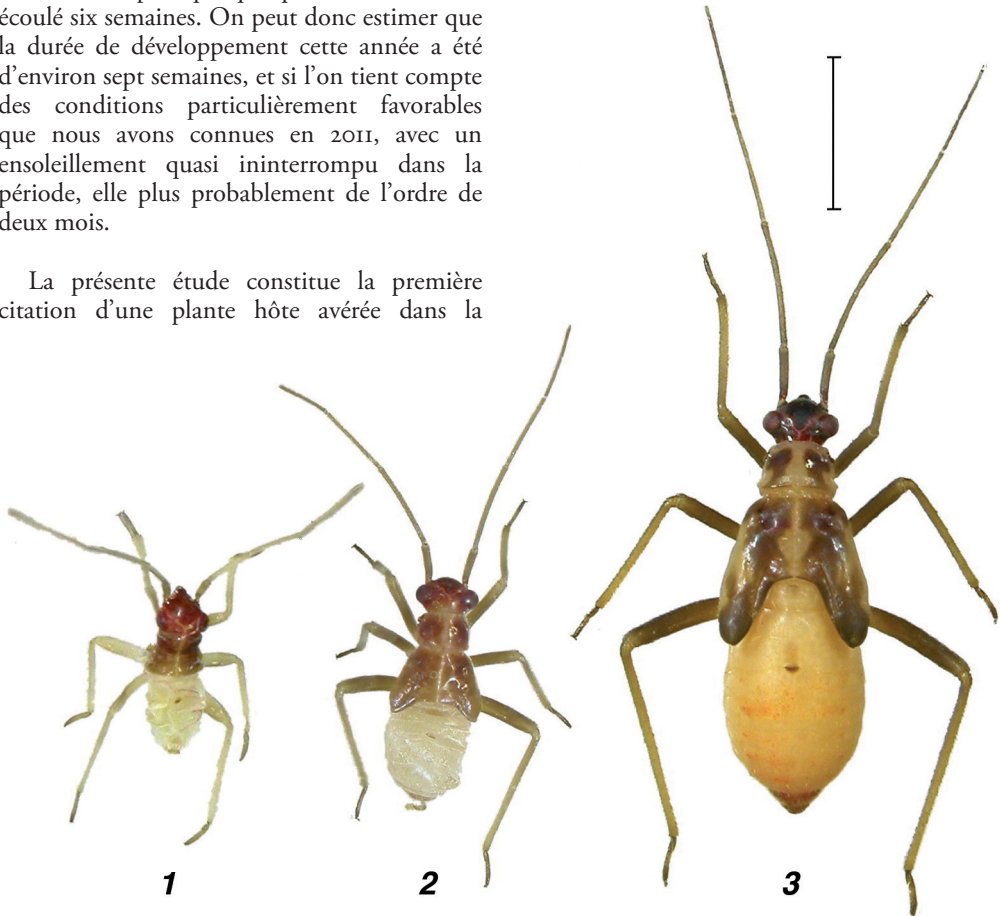 écoulé six semaines. On peut donc estimer que
la durée de développement cette année a été
d’environ sept semaines, et si l’on tient compte
des conditions particulièrement favorables
que nous avons connues en 2011, avec un
ensoleillement quasi ininterrompu dans la
période, elle plus probablement de l’ordre de
deux mois.
La présente étude constitue la première
citation d’une plante hôte avérée dans la
1
2
3